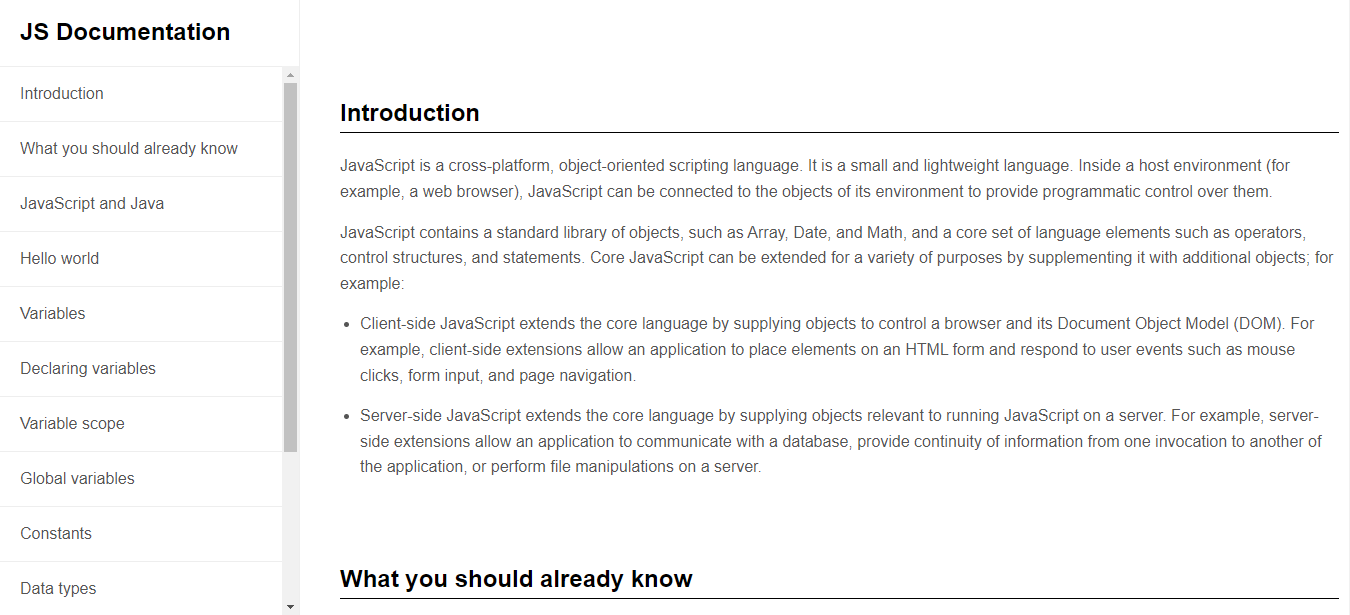 JS Documentation
Introduction
What you should already know
JavaScript and Java
Hello world
Variables
Declaring variables
Variable scope
Global variables
Constants
Data types
Introduction
JavaScript is a cross-platform, object-oriented scripting language. It is a small and lightweight language. Inside a host environment (for
example, a web browser), JavaScript can be connected to the objects of its environment to provide programmatic control over them.
JavaScript contains a standard library of objects, such as Array, Date, and Math, and a core set of language elements such as operators,
control structures, and statements. Core JavaScript can be extended for a variety of purposes by supplementing it with additional objects; for
example:
• Client-side JavaScript extends the core language by supplying objects to control a browser and its Document Object Model (DOM). For
example, client-side extensions allow an application to place elements on an HTML form and respond to user events such as mouse
clicks, form input, and page navigation.
• Server-side JavaScript extends the core language by supplying objects relevant to running JavaScript on a server. For example, server-
side extensions allow an application to communicate with a database, provide continuity of information from one invocation to another of
the application, or perform file manipulations on a server.
What you should already know